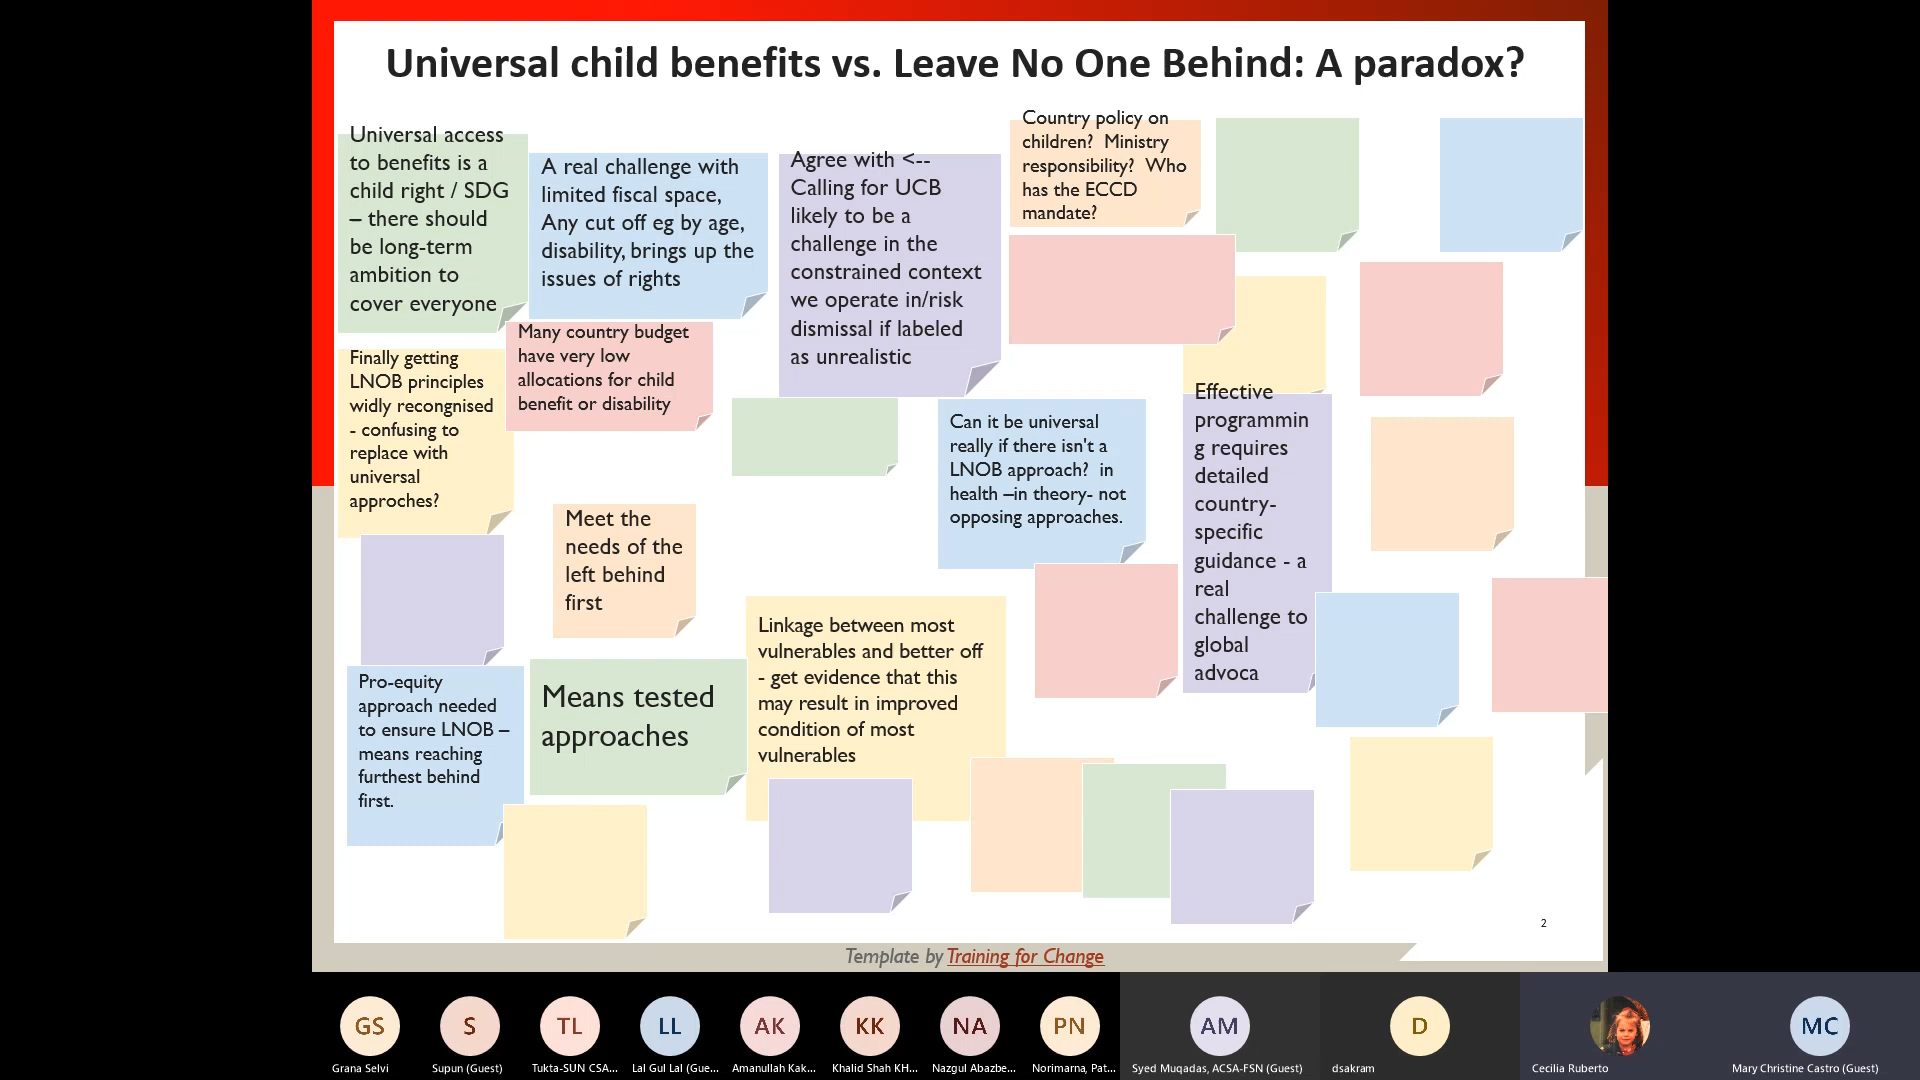 Universal child benefits vs. Leave No One Behind: A paradox?
Universal access
to benefits is a
child right / SDG
– there should
be long-term
ambition to
cover everyone
A real challenge with
limited fiscal space,
Any cut off eg by age,
disability, brings up the
issues of rights
Agree with <--
Calling for UCB
likely to be a
challenge in the
constrained context
we operate in/risk
dismissal if labeled
as unrealistic
Country policy on
children? Ministry
responsibility? Who
has the ECCD
mandate?
Many country budget
have very low
allocations for child
benefit or disability
Finally getting
LNOB principles
widly recongnised
- confusing to
replace with
universal
approches?
Can it be universal
really if there isn't a
LNOB approach? in
health –in theory- not
opposing approaches.
Effective
programmin
g requires
detailed
country-
specific
guidance - a
real
challenge to
global
advoca
Meet the
needs of the
left behind
first
Linkage between most
vulnerables and better off
- get evidence that this
may result in improved
condition of most
vulnerables
Pro-equity
approach needed
to ensure LNOB –
means reaching
furthest behind
first.
Means tested
approaches
2
Template by Training for Change
GS
S
TL
LL
AK
KK
NA
PN
AM
D
MC
Grana Selvi
Supun (Guest)
Tukta-SUN CSA...
Lal Gul Lal (Gue...
Amanullah Kak...
Khalid Shah KH...
Nazgul Abazbe...
Norimarna, Pat...
Syed Muqadas, ACSA-FSN (Guest)
dsakram
Cecilia Ruberto
Mary Christine Castro (Guest)